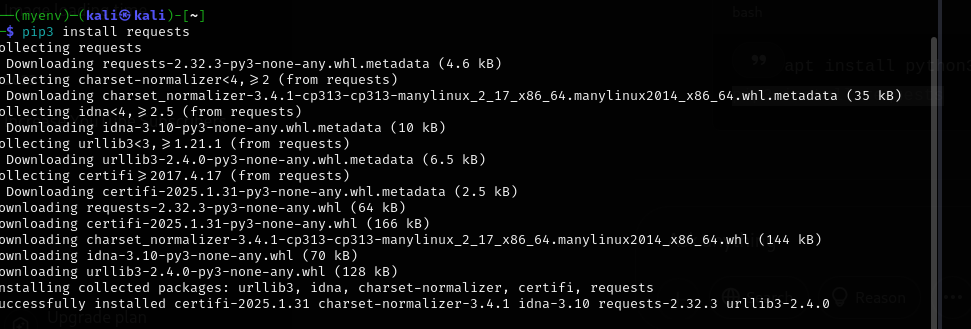 (myenv)─(kali㉿kali)-[~]
$ pip3 install requests
ollecting requests
Downloading requests-2.32.3-py3-none-any.whl.metadata (4.6 kB)
ollecting charset-normalizer<4,≥2 (from requests)
Downloading charset_normalizer-3.4.1-cp313-cp313-manylinux_2_17_x86_64.manylinux2014_x86_64.whl.metadata (35 kB)
ollecting idna<4,≥2.5 (from requests)
Downloading idna-3.10-py3-none-any.whl.metadata (10 kB)
ollecting urllib3<3,≥1.21.1 (from requests)
Downloading urllib3-2.4.0-py3-none-any.whl.metadata (6.5 kB)
ollecting certifi≥2017.4.17 (from requests)
Downloading certifi-2025.1.31-py3-none-any.whl.metadata (2.5 kB)
ownloading requests-2.32.3-py3-none-any.whl (64 kB)
ownloading certifi-2025.1.31-py3-none-any.whl (166 kB)
ownloading charset_normalizer-3.4.1-cp313-cp313-manylinux_2_17_x86_64.manylinux2014_x86_64.whl (144 kB)
ownloading idna-3.10-py3-none-any.whl (70 kB)
ownloading urllib3-2.4.0-py3-none-any.whl (128 kB)
nstalling collected packages: urllib3, idna, charset-normalizer, certifi, requests
uccessfully installed certifi-2025.1.31 charset-normalizer-3.4.1 idna-3.10 requests-2.32.3 urllib3-2.4.0
bash
apt install python3
Reason
Upgrade plan